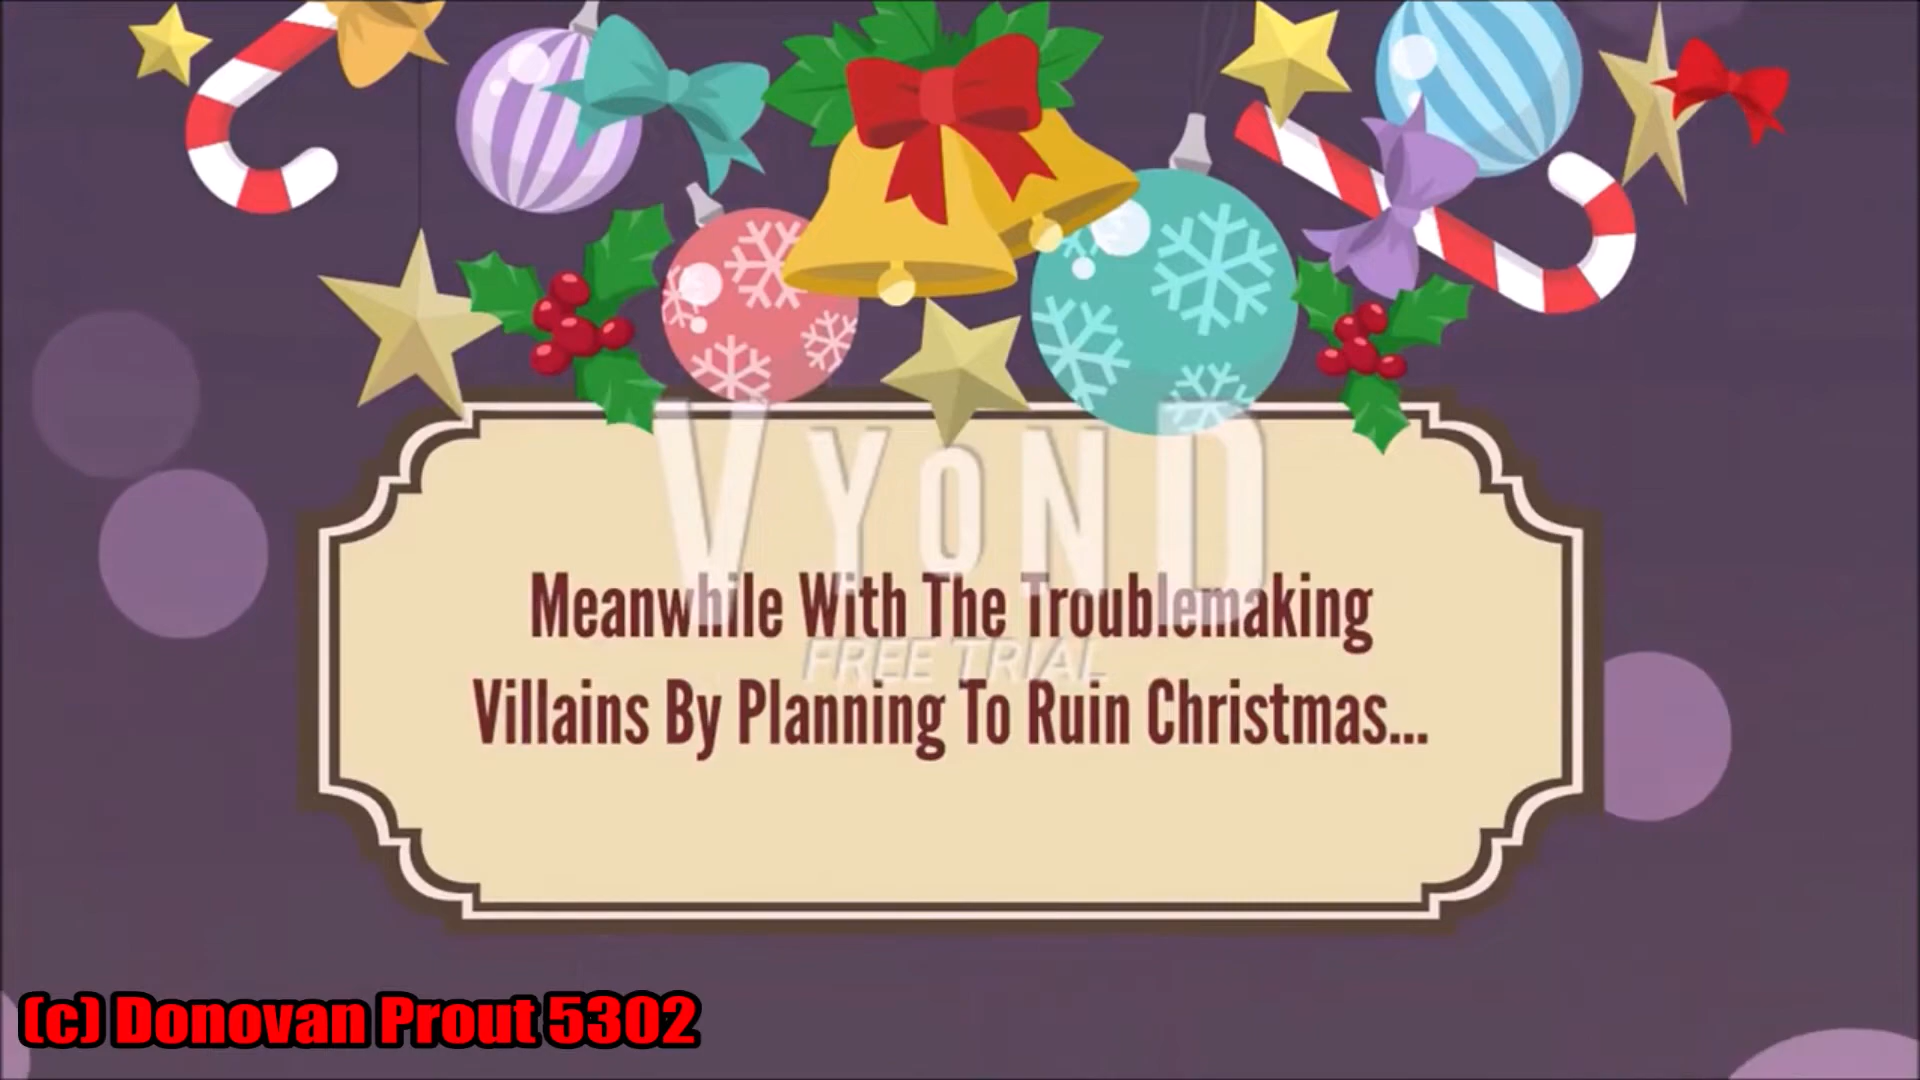 VYOND
FREE TRIAL
Meanwhile With The Troublemaking
Villains By Planning To Ruin Christmas...
(c) Donovan Prout 5302